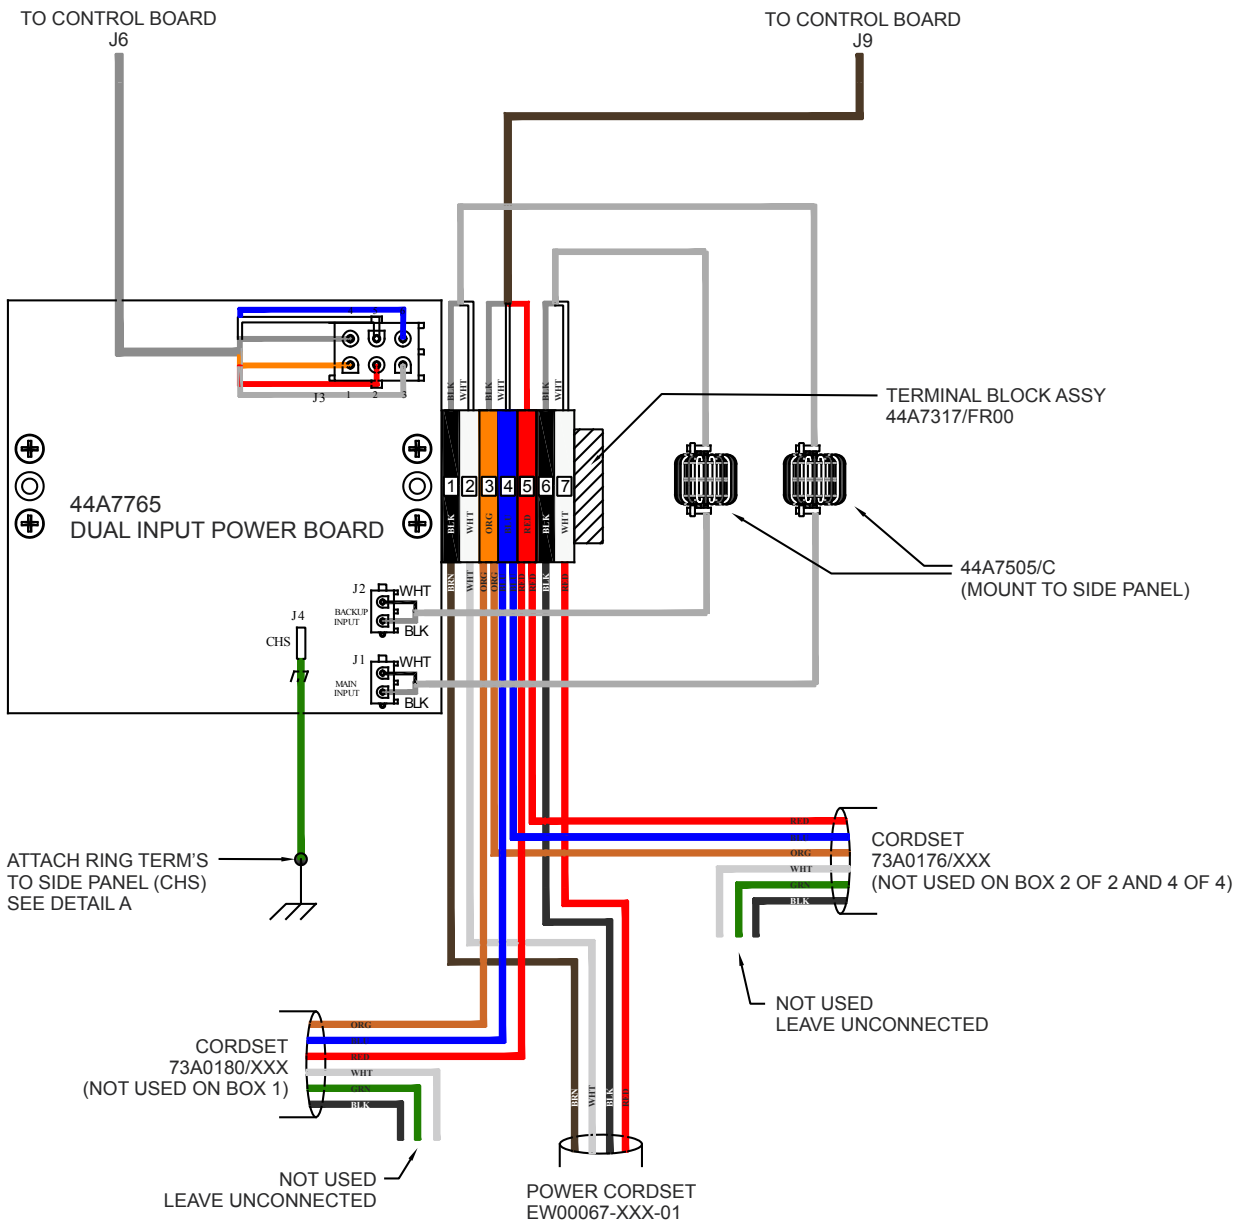 TO CONTROL BOARD
J6
TO CONTROL BOARD
J9
4 5 6
J3
1 2 3
BLK
WHT
BLK
WHT
BLK
WHT
TERMINAL BLOCK ASSY
44A7317/FR00
44A7765
DUAL INPUT POWER BOARD
1 2 3 4 5 6 7
BLK
WHT
ORG
BLU
RED
BLK
WHT
BRN
WHT
ORG
ORG
BLU
BLU
RED
RED
BLK
RED
44A7505/C
(MOUNT TO SIDE PANEL)
J2
WHT
BACKUP
INPUT
BLK
J4
CHS
J1
WHT
MAIN
INPUT
BLK
ATTACH RING TERM'S
TO SIDE PANEL (CHS)
SEE DETAIL A
RED
BLU
ORG
WHT
GRN
BLK
CORDSET
73A0176/XXX
(NOT USED ON BOX 2 OF 2 AND 4 OF 4)
NOT USED
LEAVE UNCONNECTED
CORDSET
73A0180/XXX
(NOT USED ON BOX 1)
ORG
BLU
RED
WHT
GRN
BLK
NOT USED
LEAVE UNCONNECTED
BRN
WHT
BLK
RED
POWER CORDSET
EW00067-XXX-01